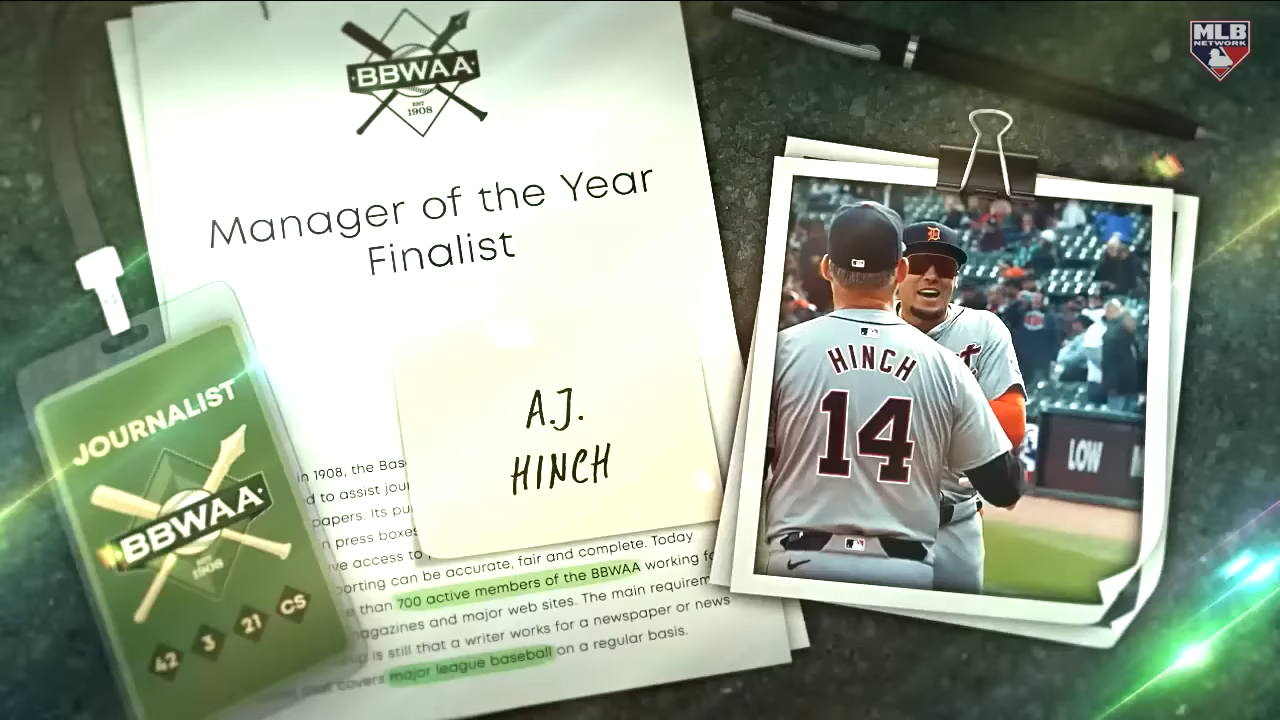 BBWAA
EST
1908
Manager of the Year
Finalist
A.J.
HINCH
in 1908, the Bas
d to assist jour
papers. Its pu
n press boxes
ve access to
orting can be accurate, fair and complete. Today
than 700 active members of the BBWAA working fo
agazines and major web sites. The main requirem
is still that a writer works for a newspaper or news
covers major league baseball on a regular basis.
JOURNALIST
BBWAA
EST
1908
42 3 21 CS
MLB
NETWORK
D
HINCH
14
LOW